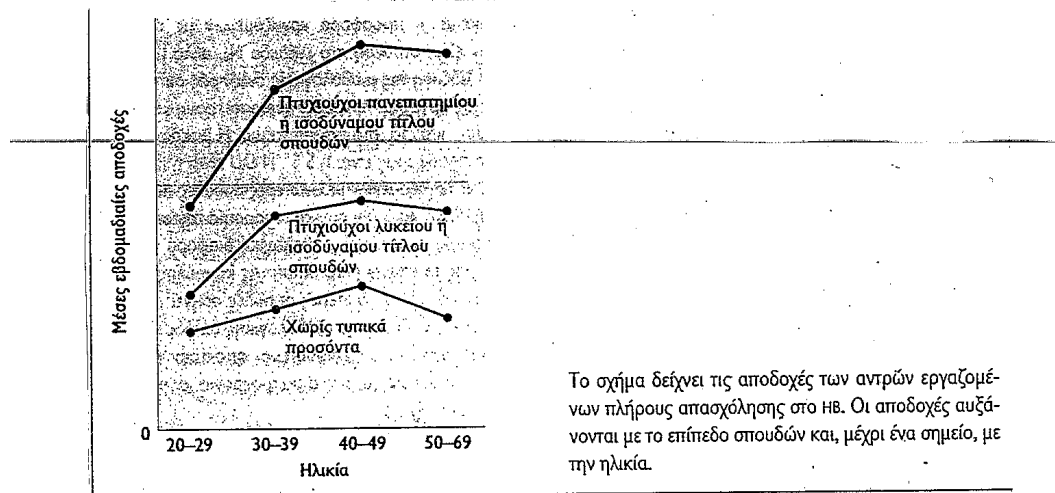 Μέσες εβδομαδιαίες αποδοχές
Πτυχιούχοι πανεπιστημίου
ή ισοδύναμου τίτλου
σπουδών
Πτυχιούχοι λυκείου ή
ισοδύναμου τίτλου
σπουδών
Χωρίς τυπικά
προσόντα
0
20–29 30–39 40–49 50–69
Ηλικία
Το σχήμα δείχνει τις αποδοχές των αντρών εργαζομέ-
νων πλήρους απασχόλησης στο ΗΒ. Οι αποδοχές αυξά-
νονται με το επίπεδο σπουδών και, μέχρι ένα σημείο, με
την ηλικία.